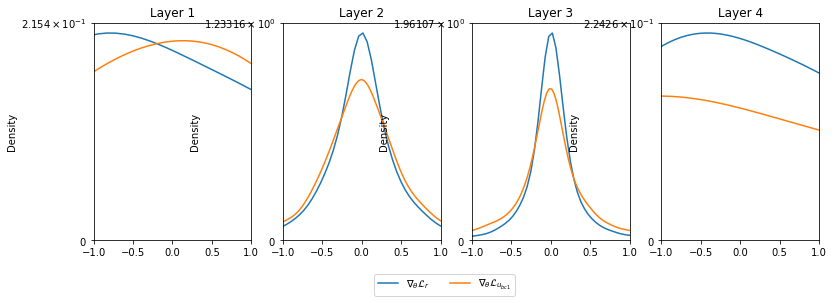 Layer 1
Layer 2
Layer 3
Layer 4
2.154 × 10⁻¹
1.23316 × 10⁰
1.96107 × 10⁰
2.2426 × 10⁻¹
Density
Density
Density
Density
0
0
0
0
−1.0 −0.5 0.0 0.5 1.0
−1.0 −0.5 0.0 0.5 1.0
−1.0 −0.5 0.0 0.5 1.0
−1.0 −0.5 0.0 0.5 1.0
∇θℒr
∇θℒu_bc1